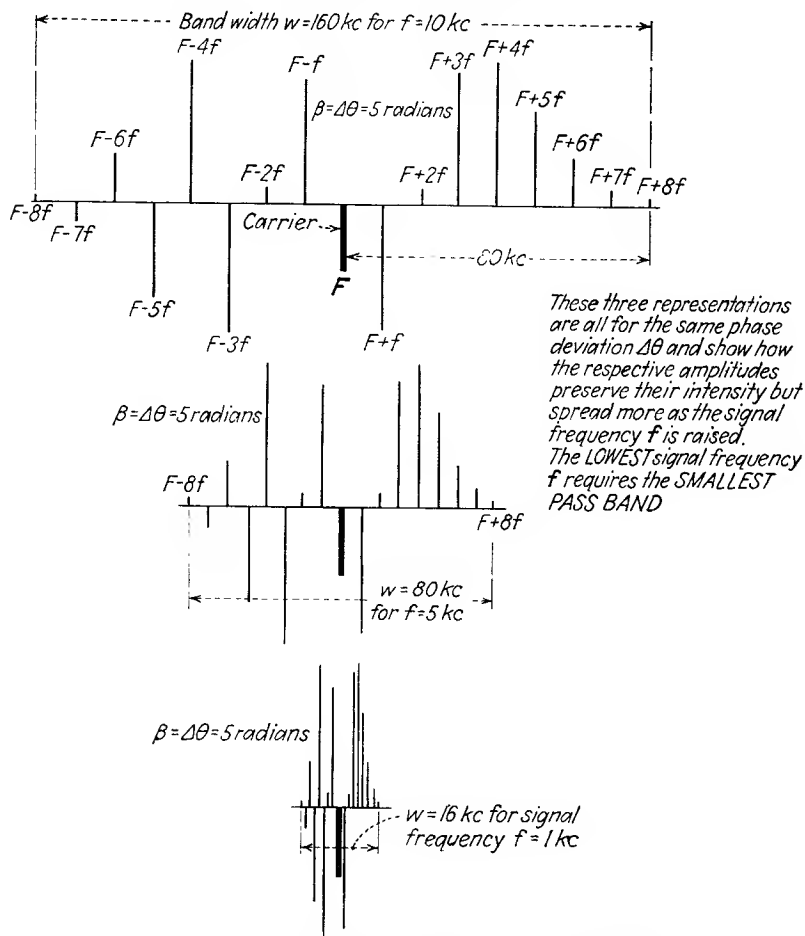 Band width w=160 kc for f=10 kc
F-4f
F-f
F+3f
F+4f
β=Δθ=5 radians
F+5f
F-6f
F+6f
F-2f
F+2f
F+7f
F+8f
F-8f
F-7f
Carrier
80 kc
F
F-5f
F-3f
F+f
These three representations
are all for the same phase
deviation Δθ and show how
the respective amplitudes
preserve their intensity but
spread more as the signal
frequency f is raised.
The LOWEST signal frequency
f requires the SMALLEST
PASS BAND
β=Δθ=5 radians
F-8f
F+8f
w=80 kc
for f=5 kc
β=Δθ=5 radians
w=16 kc for signal
frequency f=1 kc